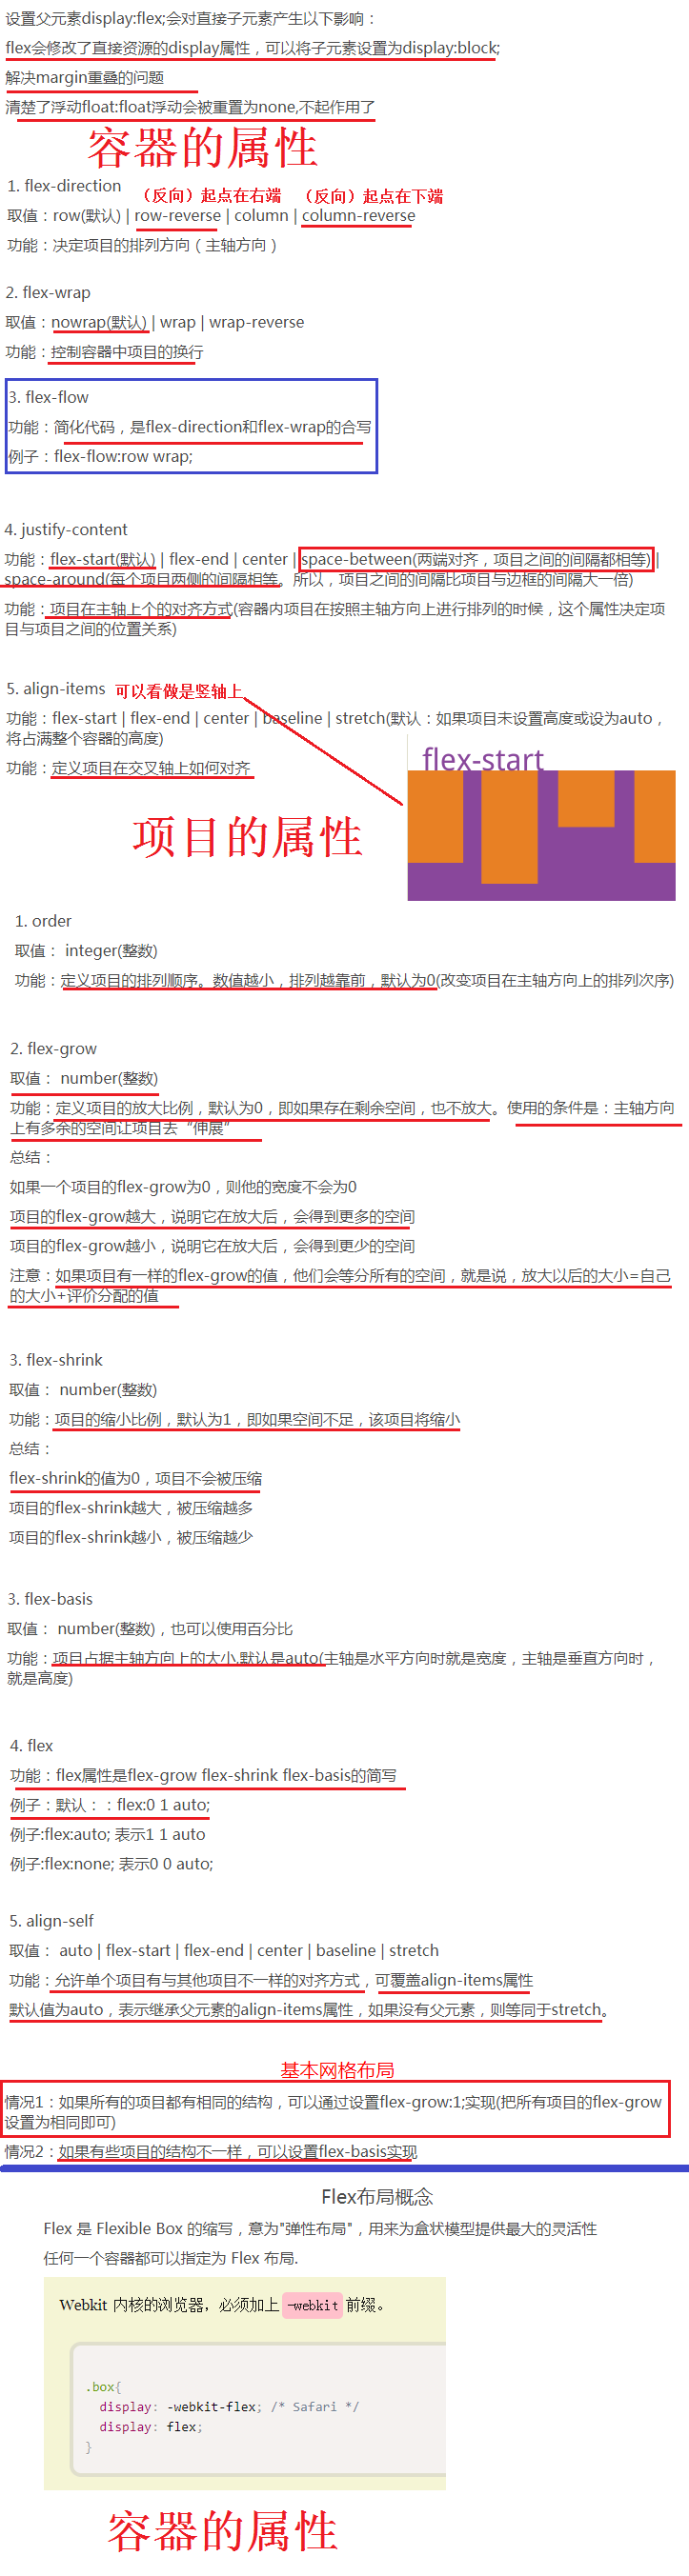 设置父元素display:flex;会对直接子元素产生以下影响：
flex会修改了直接资源的display属性，可以将子元素设置为display:block;
解决margin重叠的问题
清楚了浮动float:float浮动会被重置为none,不起作用了
容器的属性
1. flex-direction （反向）起点在右端 （反向）起点在下端
取值：row(默认) | row-reverse | column | column-reverse
功能：决定项目的排列方向（主轴方向）
2. flex-wrap
取值：nowrap(默认) | wrap | wrap-reverse
功能：控制容器中项目的换行
3. flex-flow
功能：简化代码，是flex-direction和flex-wrap的合写
例子：flex-flow:row wrap;
4. justify-content
功能：flex-start(默认) | flex-end | center | space-between(两端对齐，项目之间的间隔都相等) |
space-around(每个项目两侧的间隔相等。所以，项目之间的间隔比项目与边框的间隔大一倍)
功能：项目在主轴上个的对齐方式(容器内项目在按照主轴方向上进行排列的时候，这个属性决定项
目与项目之间的位置关系)
5. align-items 可以看做是竖轴上
功能：flex-start | flex-end | center | baseline | stretch(默认：如果项目未设置高度或设为auto，
将占满整个容器的高度)
功能：定义项目在交叉轴上如何对齐
flex-start
项目的属性
1. order
取值： integer(整数)
功能：定义项目的排列顺序。数值越小，排列越靠前，默认为0(改变项目在主轴方向上的排列次序)
2. flex-grow
取值： number(整数)
功能：定义项目的放大比例，默认为0，即如果存在剩余空间，也不放大。使用的条件是：主轴方向
上有多余的空间让项目去“伸展”
总结：
如果一个项目的flex-grow为0，则他的宽度不会为0
项目的flex-grow越大，说明它在放大后，会得到更多的空间
项目的flex-grow越小，说明它在放大后，会得到更少的空间
注意：如果项目有一样的flex-grow的值，他们会等分所有的空间，就是说，放大以后的大小=自己
的大小+评价分配的值
3. flex-shrink
取值： number(整数)
功能：项目的缩小比例，默认为1，即如果空间不足，该项目将缩小
总结：
flex-shrink的值为0，项目不会被压缩
项目的flex-shrink越大，被压缩越多
项目的flex-shrink越小，被压缩越少
3. flex-basis
取值： number(整数)，也可以使用百分比
功能：项目占据主轴方向上的大小,默认是auto(主轴是水平方向时就是宽度，主轴是垂直方向时，
就是高度)
4. flex
功能：flex属性是flex-grow flex-shrink flex-basis的简写
例子：默认：：flex:0 1 auto;
例子:flex:auto; 表示1 1 auto
例子:flex:none; 表示0 0 auto;
5. align-self
取值： auto | flex-start | flex-end | center | baseline | stretch
功能：允许单个项目有与其他项目不一样的对齐方式，可覆盖align-items属性
默认值为auto，表示继承父元素的align-items属性，如果没有父元素，则等同于stretch。
基本网格布局
情况1：如果所有的项目都有相同的结构，可以通过设置flex-grow:1;实现(把所有项目的flex-grow
设置为相同即可)
情况2：如果有些项目的结构不一样，可以设置flex-basis实现
Flex布局概念
Flex 是 Flexible Box 的缩写，意为"弹性布局"，用来为盒状模型提供最大的灵活性
任何一个容器都可以指定为 Flex 布局.
Webkit 内核的浏览器，必须加上 -webkit 前缀。
.box{
display: -webkit-flex; /* Safari */
display: flex;
}
容器的属性